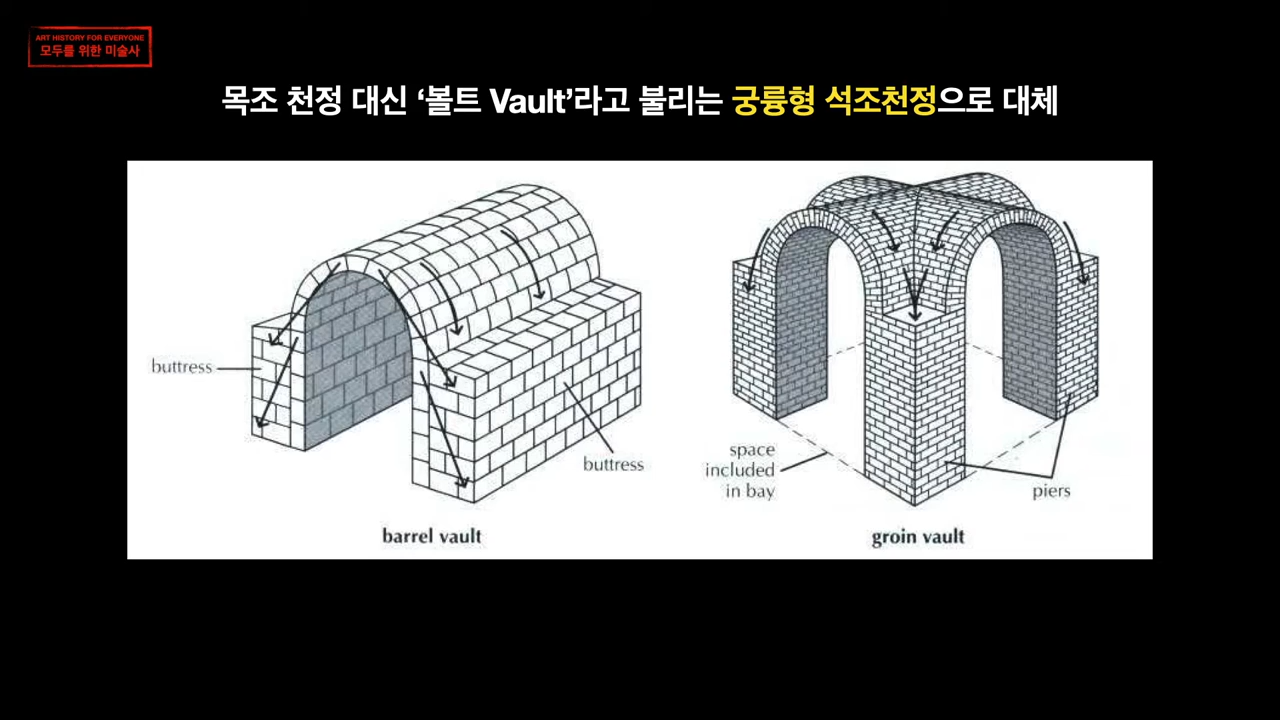 ART HISTORY FOR EVERYONE
모두를 위한 미술사
목조 천정 대신 ‘볼트 Vault’라고 불리는 궁륭형 석조천정으로 대체
buttress
buttress
barrel vault
space
included
in bay
piers
groin vault